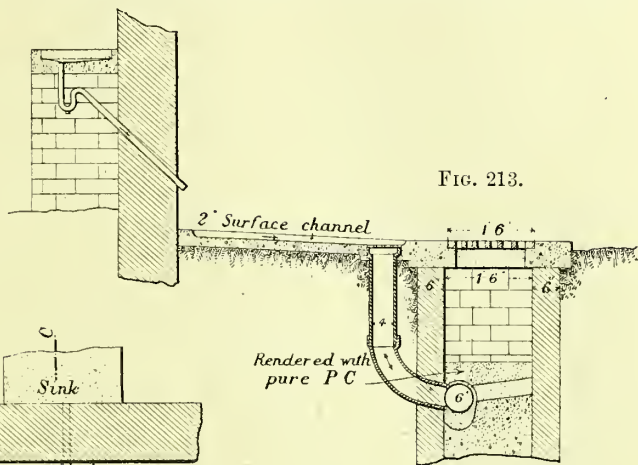 FIG. 213.
2" Surface channel
1 6"
6"
1 6"
6"
4
Rendered with
pure P C
6"
C
Sink